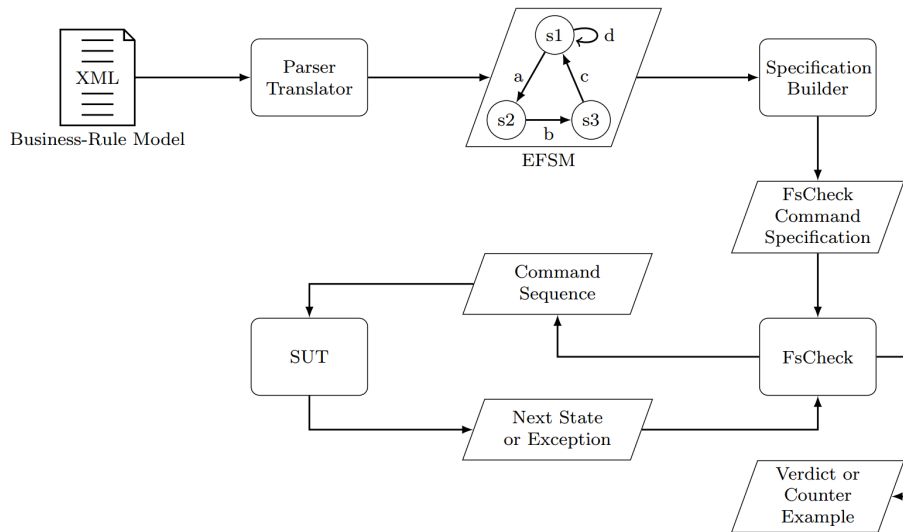 XML
Business-Rule Model
Parser
Translator
s1
d
a
c
s2
b
s3
EFSM
Specification
Builder
FsCheck
Command
Specification
Command
Sequence
SUT
FsCheck
Next State
or Exception
Verdict or
Counter
Example